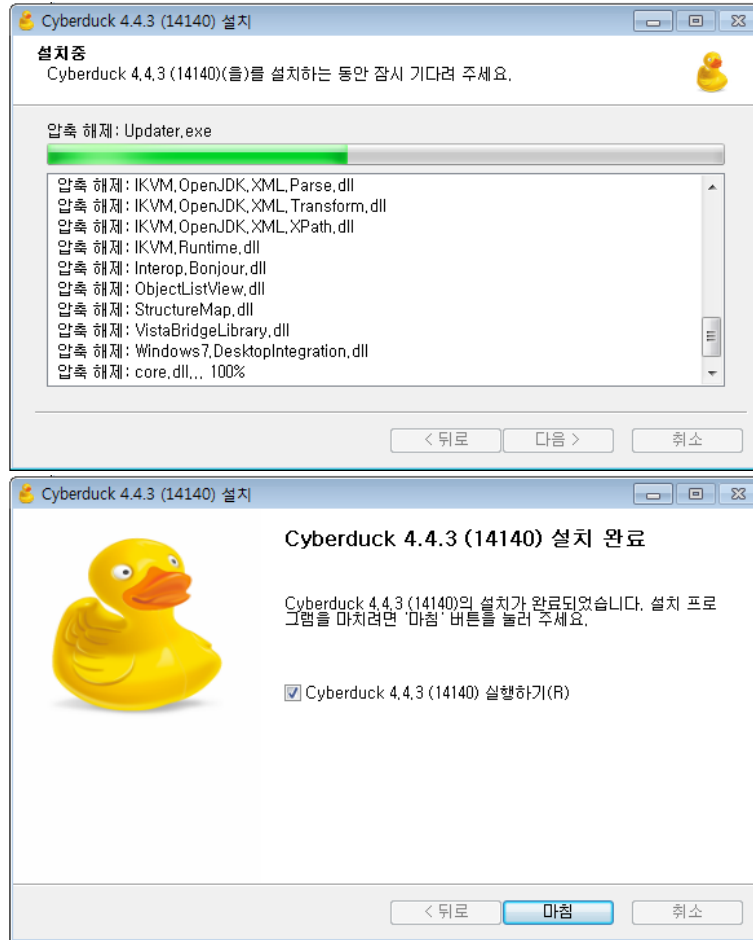 Cyberduck 4.4.3 (14140) 설치
설치중
Cyberduck 4.4.3 (14140)(을)를 설치하는 동안 잠시 기다려 주세요.
압축 해제: Updater.exe
압축 해제: IKVM.OpenJDK.XML.Parse.dll
압축 해제: IKVM.OpenJDK.XML.Transform.dll
압축 해제: IKVM.OpenJDK.XML.XPath.dll
압축 해제: IKVM.Runtime.dll
압축 해제: Interop.Bonjour.dll
압축 해제: ObjectListView.dll
압축 해제: StructureMap.dll
압축 해제: VistaBridgeLibrary.dll
압축 해제: Windows7.DesktopIntegration.dll
압축 해제: core.dll... 100%
< 뒤로 다음 > 취소
Cyberduck 4.4.3 (14140) 설치
Cyberduck 4.4.3 (14140) 설치 완료
Cyberduck 4.4.3 (14140)의 설치가 완료되었습니다. 설치 프로
그램을 마치려면 '마침' 버튼을 눌러 주세요.
Cyberduck 4.4.3 (14140) 실행하기(R)
< 뒤로 마침 취소